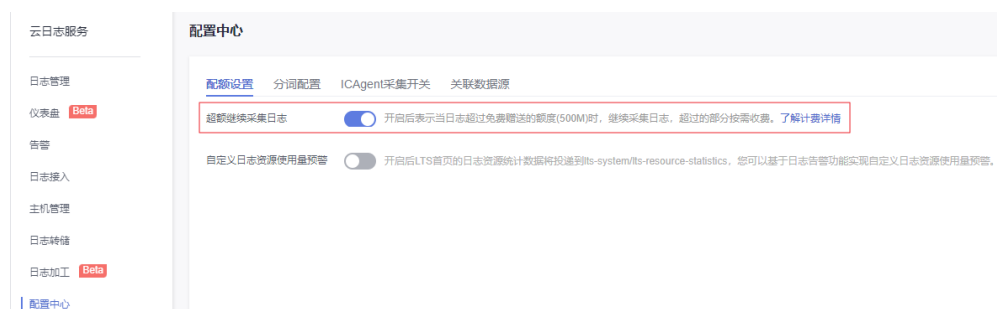 云日志服务
配置中心
日志管理
仪表盘 Beta
告警
日志接入
主机管理
日志转储
日志加工 Beta
配置中心
配额设置 分词配置 ICAgent采集开关 关联数据源
超额继续采集日志 开启后表示当日志超过免费赠送的额度(500M)时，继续采集日志，超过的部分按需收费。了解计费详情
自定义日志资源使用量预警 开启后LTS首页的日志资源统计数据将投递到lts-system/lts-resource-statistics，您可以基于日志告警功能实现自定义日志资源使用量预警。